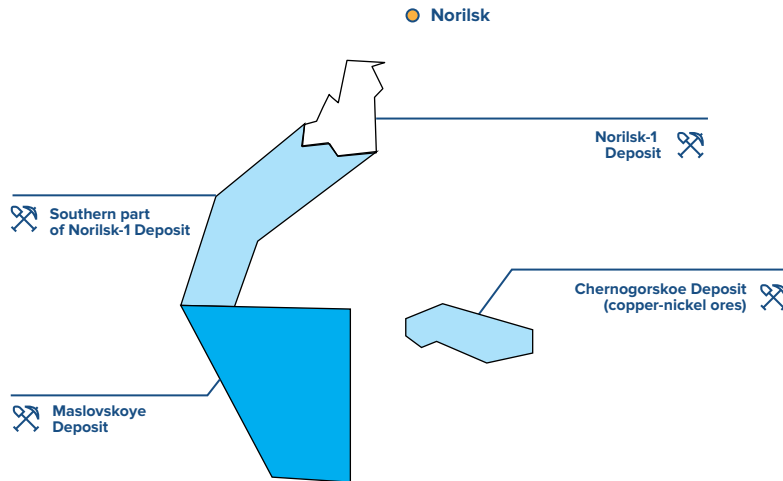 Norilsk
Norilsk-1
Deposit
Southern part
of Norilsk-1 Deposit
Chernogorskoe Deposit
(copper-nickel ores)
Maslovskoye
Deposit